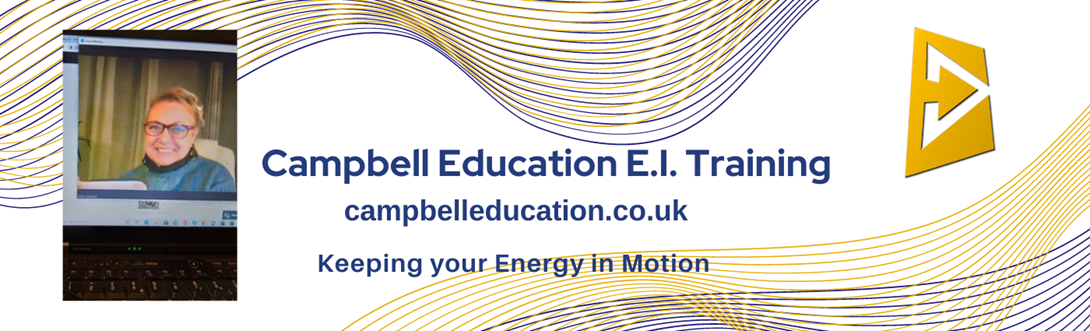 Campbell Education E.I. Training
campbelleducation.co.uk
Keeping your Energy in Motion